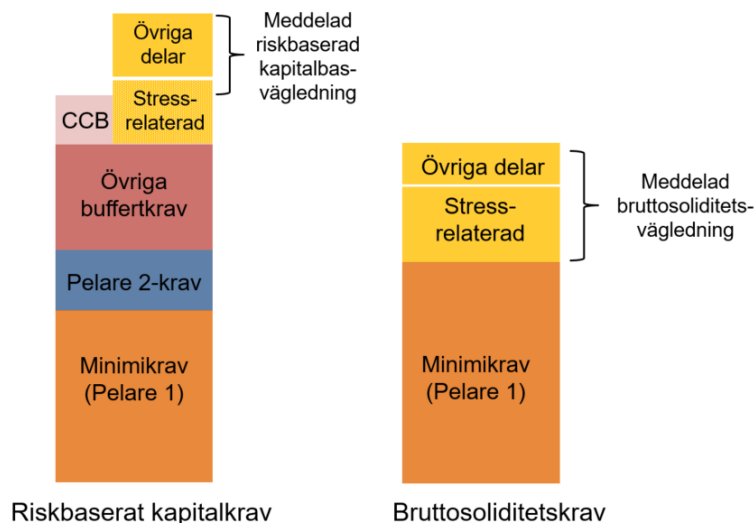 Övriga
delar
Meddelad
riskbaserad
kapitalbas-
vägledning
CCB
Stress-
relaterad
Övriga
buffertkrav
Pelare 2-krav
Minimikrav
(Pelare 1)
Riskbaserat kapitalkrav
Övriga delar
Stress-
relaterad
Meddelad
bruttosoliditets-
vägledning
Minimikrav
(Pelare 1)
Bruttosoliditetskrav